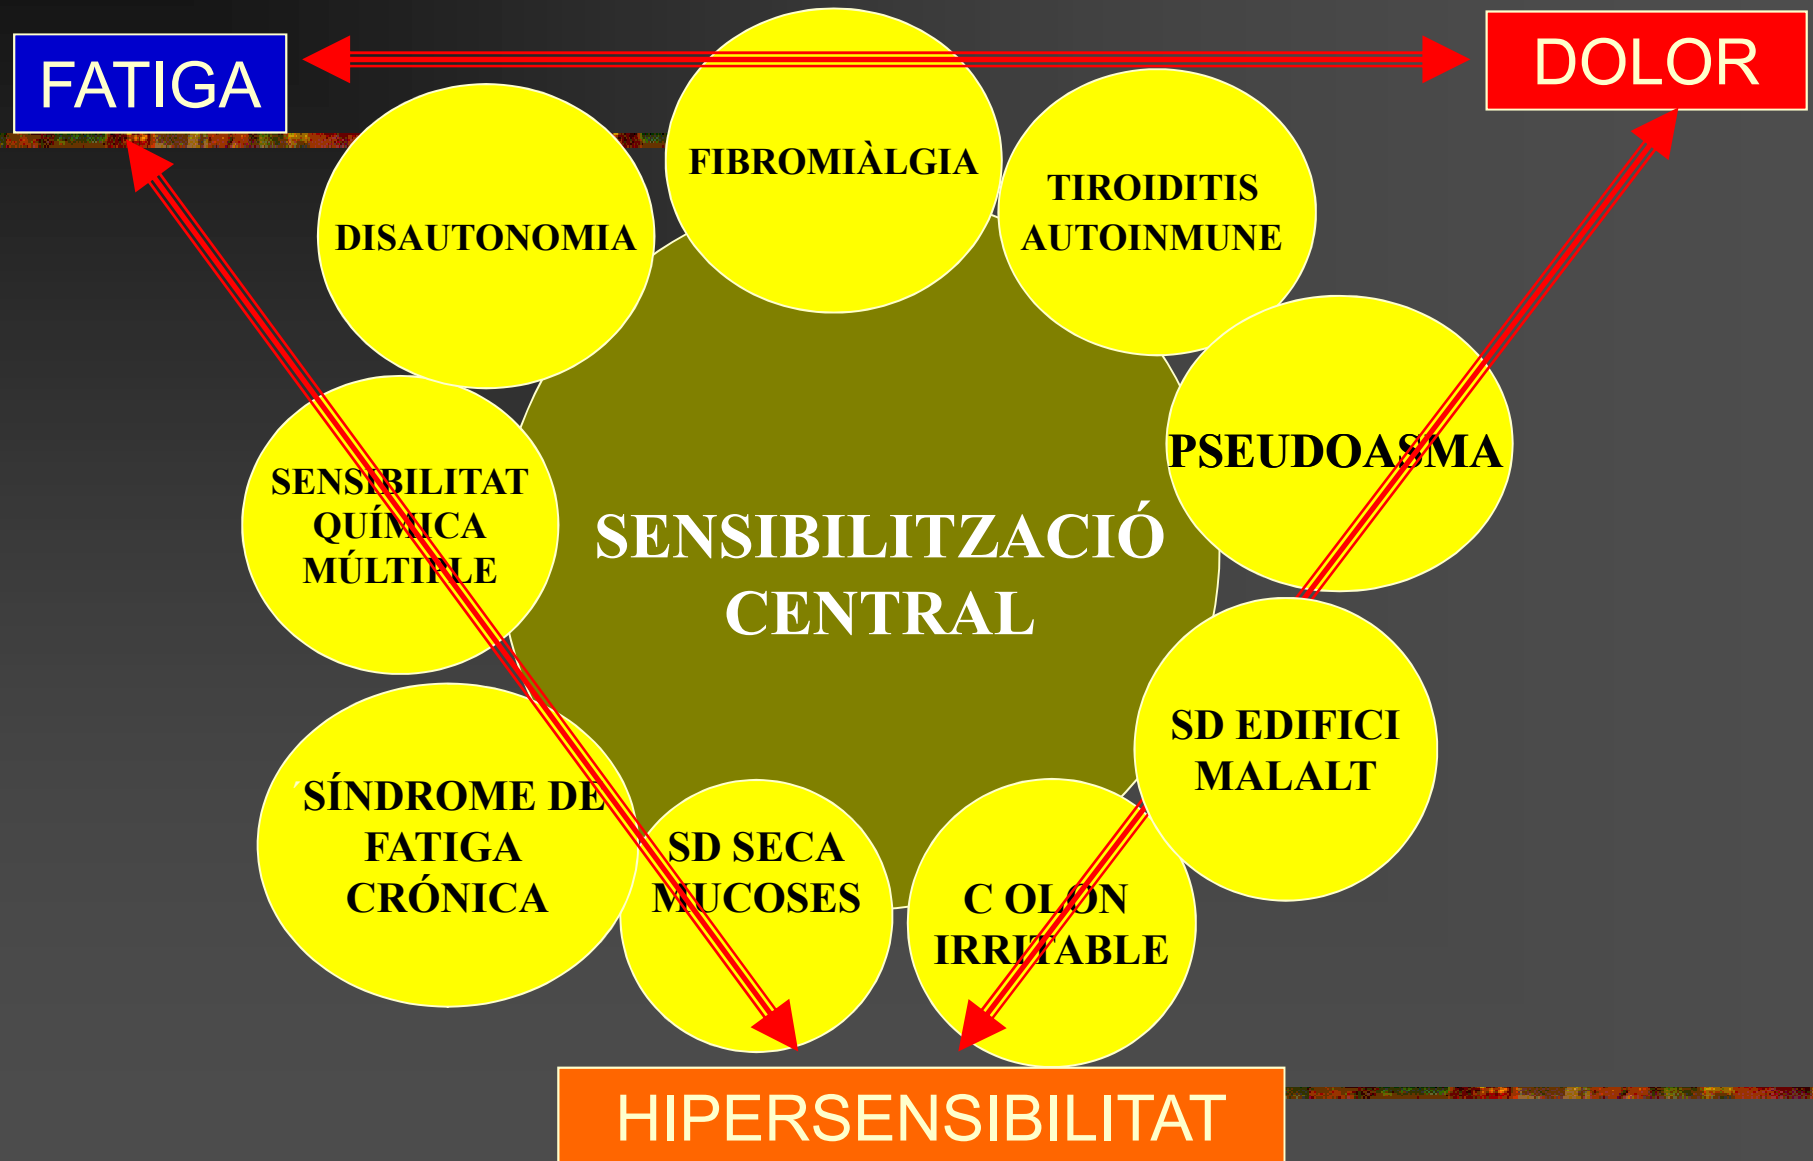 FATIGA
DOLOR
FIBROMIÀLGIA
TIROIDITIS
AUTOINMUNE
DISAUTONOMIA
PSEUDOASMA
SENSIBILITAT
QUÍMICA
MÚLTIPLE
SENSIBILITZACIÓ
CENTRAL
SD EDIFICI
MALALT
´SÍNDROME DE
FATIGA
CRÓNICA
SD SECA
MUCOSES
C OLON
IRRITABLE
HIPERSENSIBILITAT